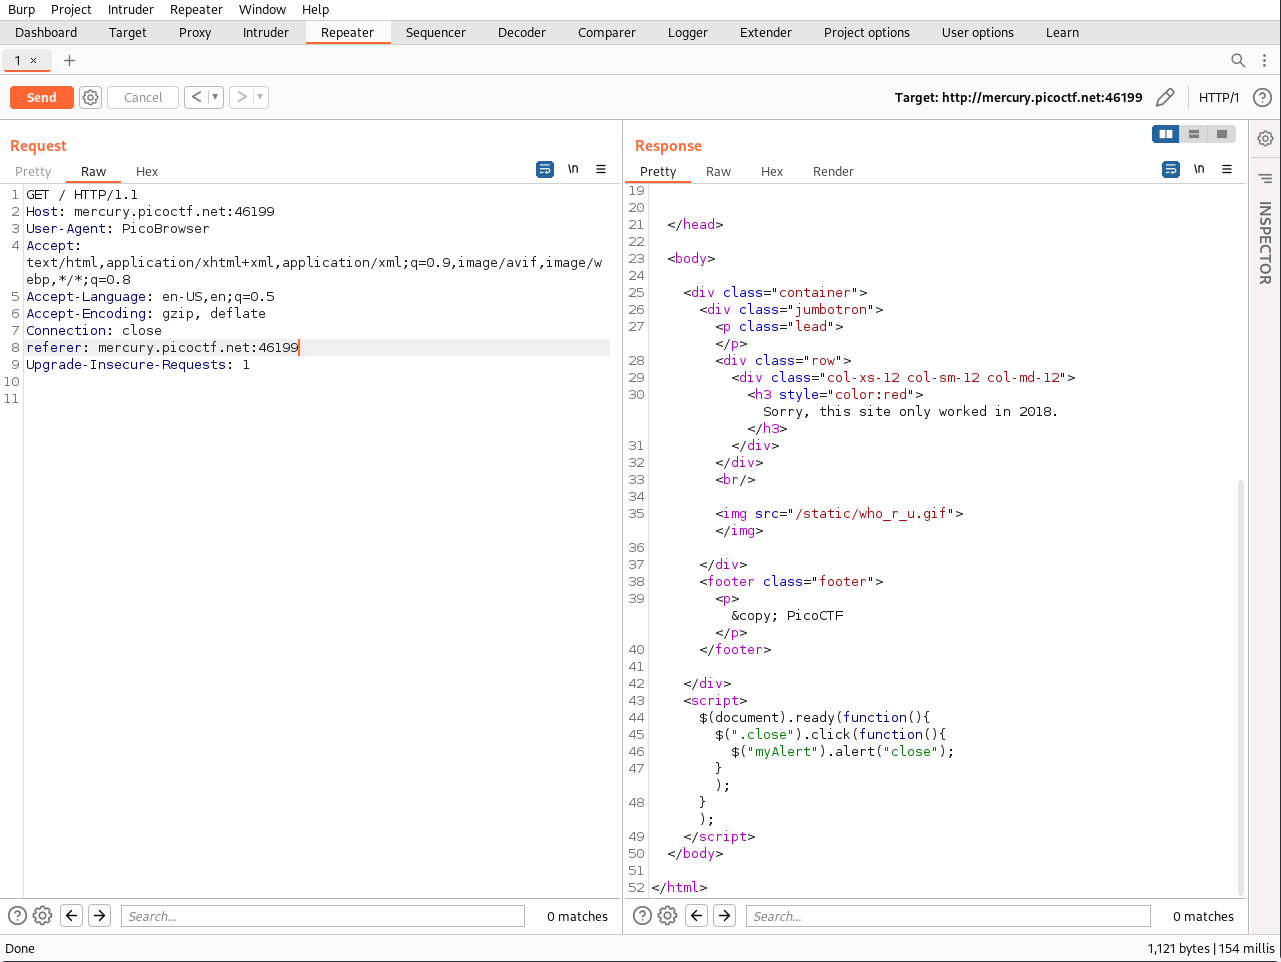 Burp Project Intruder Repeater Window Help
Dashboard Target Proxy Intruder Repeater Sequencer Decoder Comparer Logger Extender Project options User options Learn
1 × +
Send Cancel < ▼ > ▼ Target: http://mercury.picoctf.net:46199 HTTP/1 ?
Request
Pretty Raw Hex \n ≡
1 GET / HTTP/1.1
2 Host: mercury.picoctf.net:46199
3 User-Agent: PicoBrowser
4 Accept:
text/html,application/xhtml+xml,application/xml;q=0.9,image/avif,image/w
ebp,*/*;q=0.8
5 Accept-Language: en-US,en;q=0.5
6 Accept-Encoding: gzip, deflate
7 Connection: close
8 referer: mercury.picoctf.net:46199
9 Upgrade-Insecure-Requests: 1
10
11
? Search... 0 matches
Response
Pretty Raw Hex Render \n ≡
19
20
21 </head>
22
23 <body>
24
25 <div class="container">
26 <div class="jumbotron">
27 <p class="lead">
</p>
28 <div class="row">
29 <div class="col-xs-12 col-sm-12 col-md-12">
30 <h3 style="color:red">
Sorry, this site only worked in 2018.
</h3>
31 </div>
32 </div>
33 <br/>
34
35 <img src="/static/who_r_u.gif">
</img>
36
37 </div>
38 <footer class="footer">
39 <p>
&copy; PicoCTF
</p>
40 </footer>
41
42 </div>
43 <script>
44 $(document).ready(function(){
45 $(".close").click(function(){
46 $("myAlert").alert("close");
47 }
);
48 }
);
49 </script>
50 </body>
51
52 </html>
? Search... 0 matches
INSPECTOR
Done 1,121 bytes | 154 millis